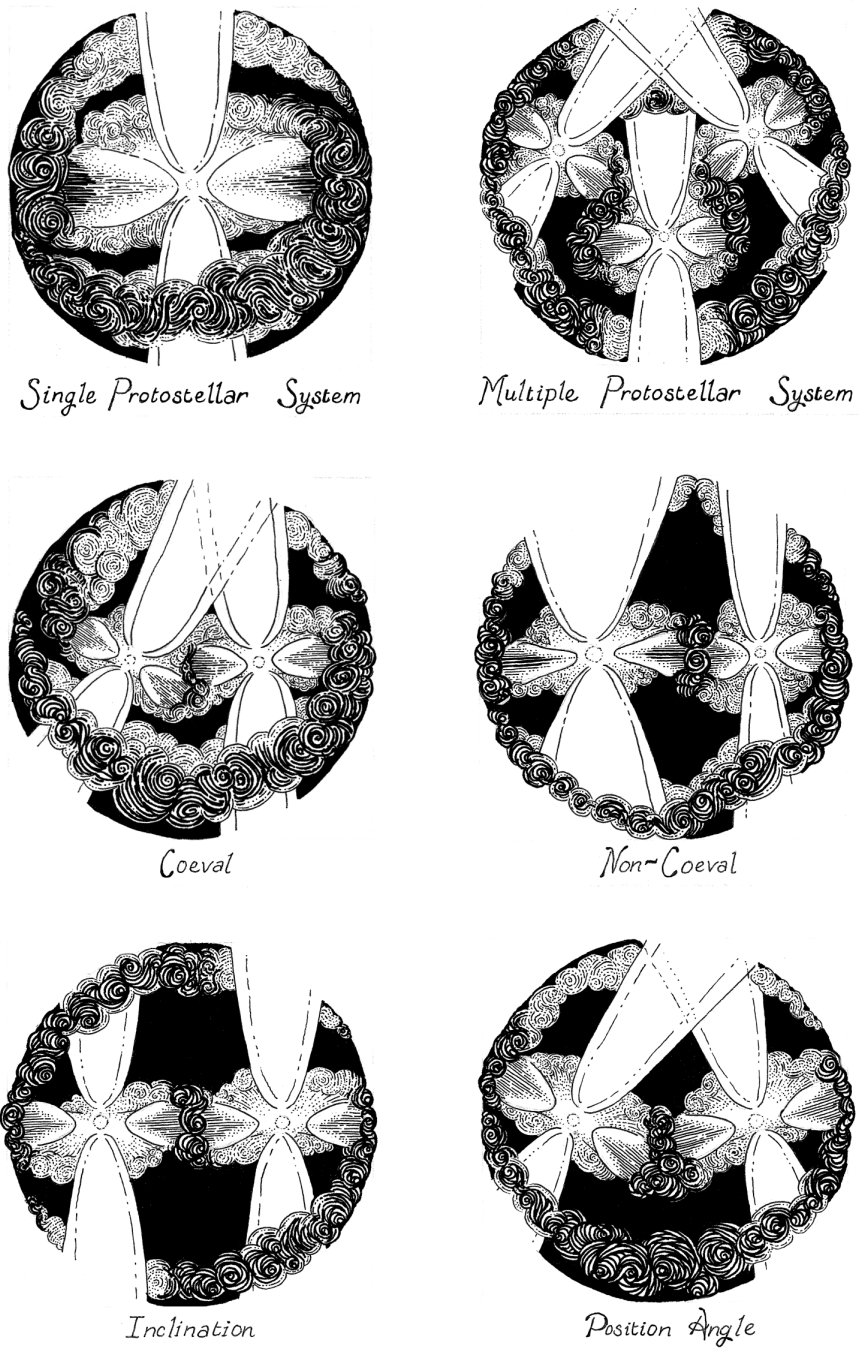 Single Protostellar System
Multiple Protostellar System
Coeval
Non-Coeval
Inclination
Position Angle